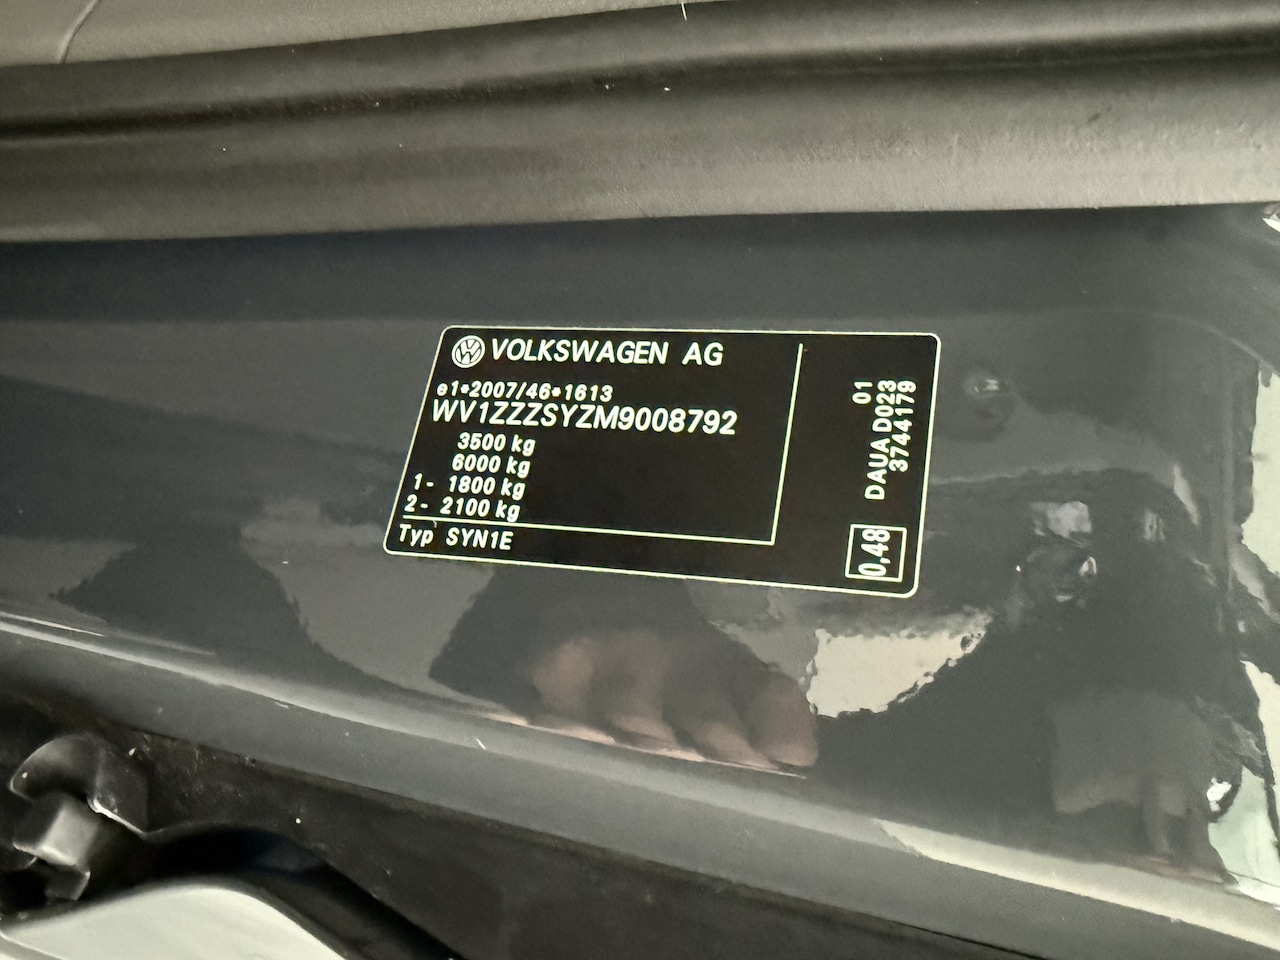 VOLKSWAGEN AG
e1*2007/46*1613
WV1ZZZSYZM9008792
3500 kg
6000 kg
1- 1800 kg
2- 2100 kg
Typ SYN1E
01
DAUA D023
3744179
0,48